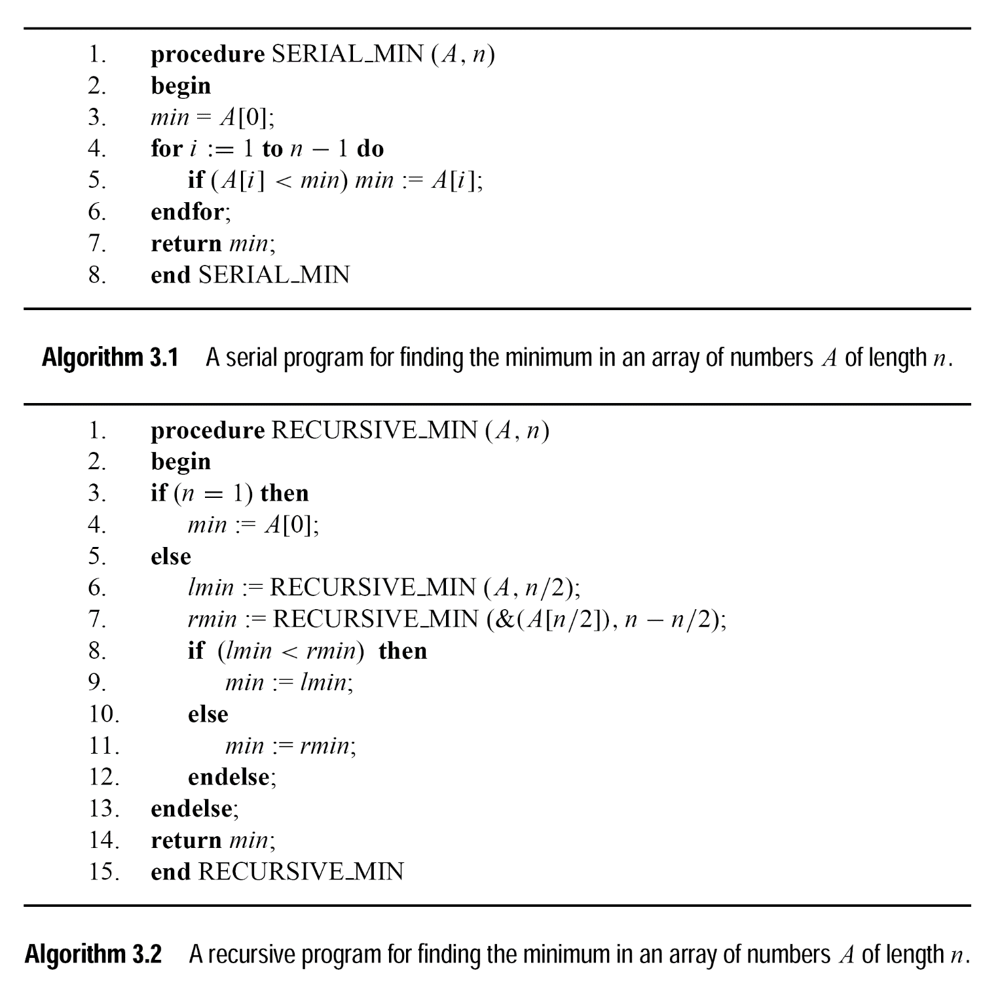 1. procedure SERIAL_MIN (A, n)
2. begin
3. min = A[0];
4. for i := 1 to n − 1 do
5. if (A[i] < min) min := A[i];
6. endfor;
7. return min;
8. end SERIAL_MIN
Algorithm 3.1 A serial program for finding the minimum in an array of numbers A of length n.
1. procedure RECURSIVE_MIN (A, n)
2. begin
3. if (n = 1) then
4. min := A[0];
5. else
6. lmin := RECURSIVE_MIN (A, n/2);
7. rmin := RECURSIVE_MIN (&(A[n/2]), n − n/2);
8. if (lmin < rmin) then
9. min := lmin;
10. else
11. min := rmin;
12. endelse;
13. endelse;
14. return min;
15. end RECURSIVE_MIN
Algorithm 3.2 A recursive program for finding the minimum in an array of numbers A of length n.